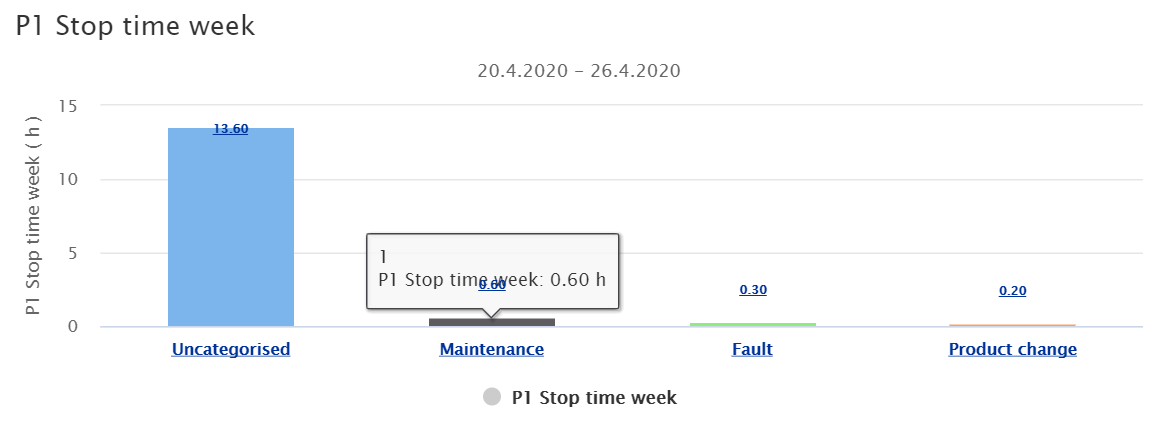 P1 Stop time week
20.4.2020 – 26.4.2020
P1 Stop time week ( h )
15
10
5
0
13.60
1
P1 Stop time week: 0.60 h
0.60
0.30
0.20
Uncategorised
Maintenance
Fault
Product change
P1 Stop time week